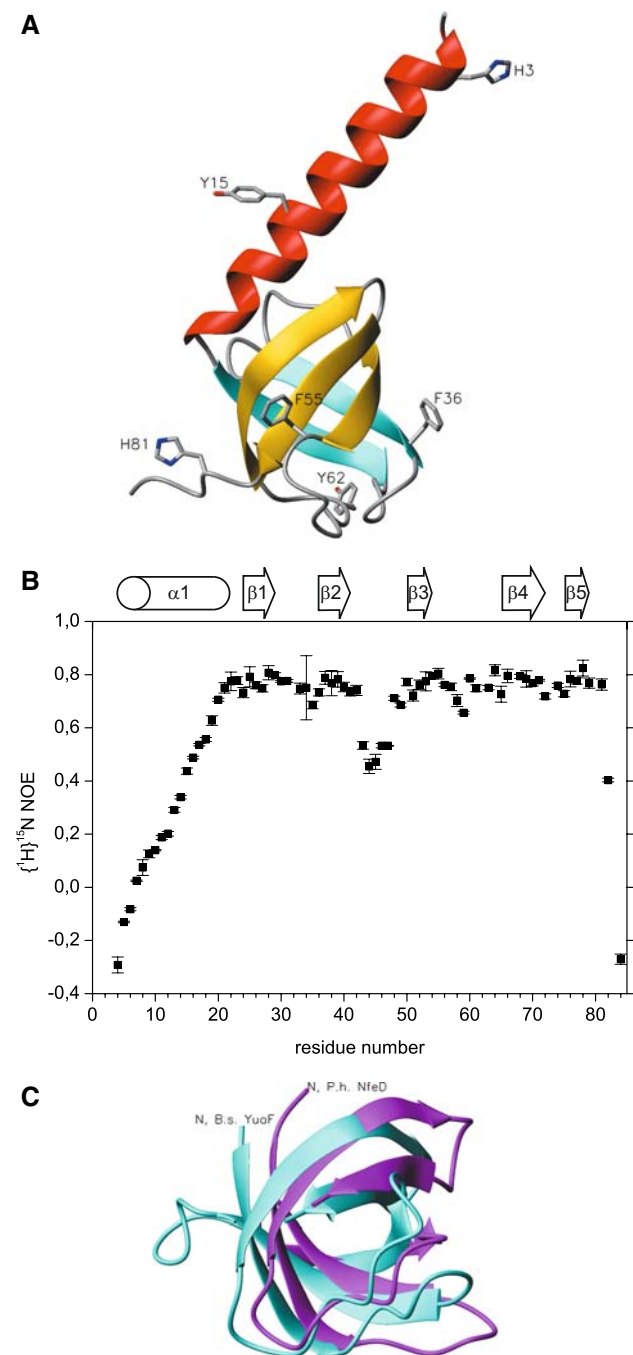 A
H3
Y15
F55
F36
H81
Y62
B
α1 β1 β2 β3 β4 β5
1,0
0,8
0,6
0,4
0,2
0,0
-0,2
-0,4
{¹H}¹⁵N NOE
0 10 20 30 40 50 60 70 80
residue number
C
N, P.h. NfeD
N, B.s. YuaF